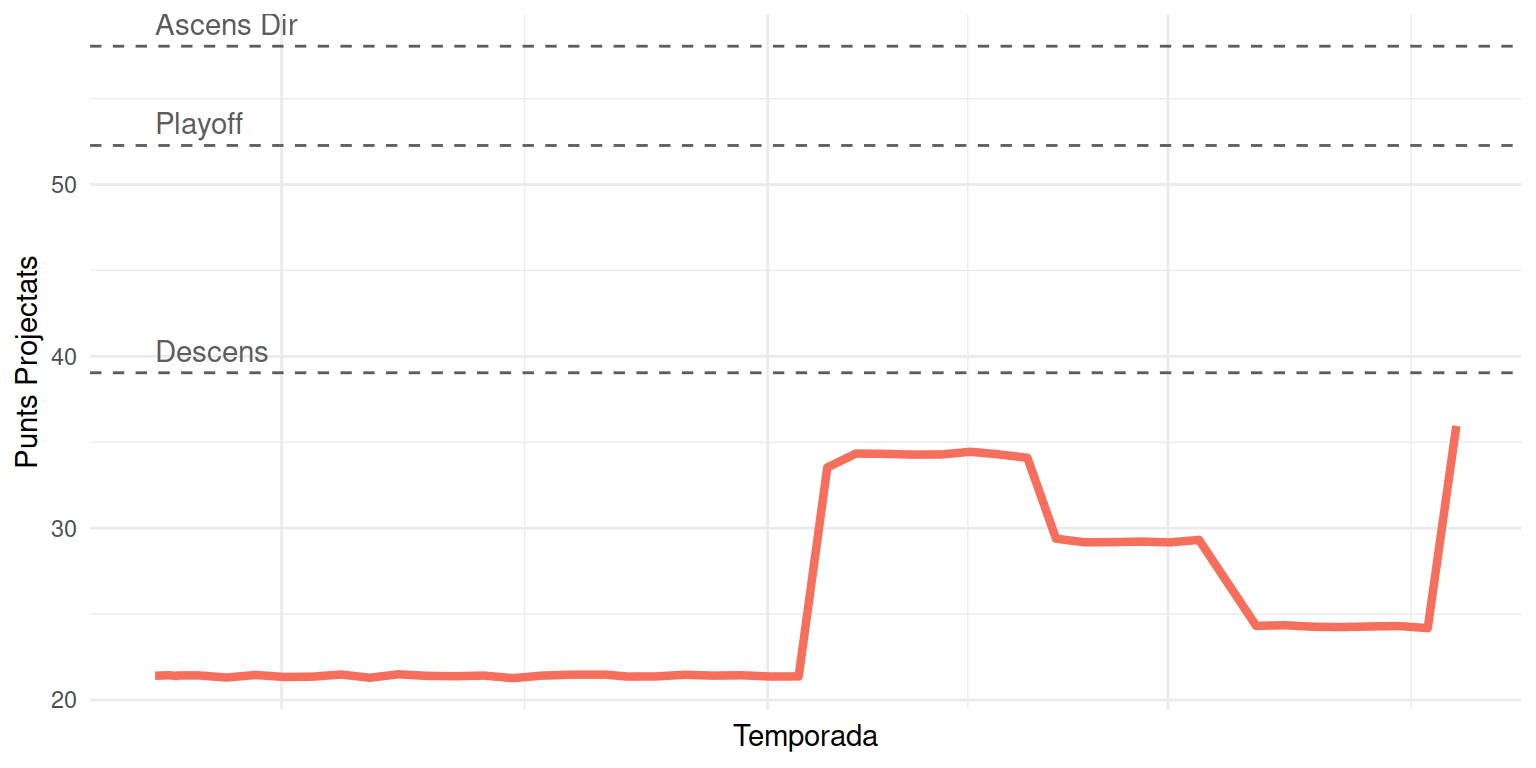 Ascens Dir
Playoff
50
Descens
40
30
20
Punts Projectats
Temporada